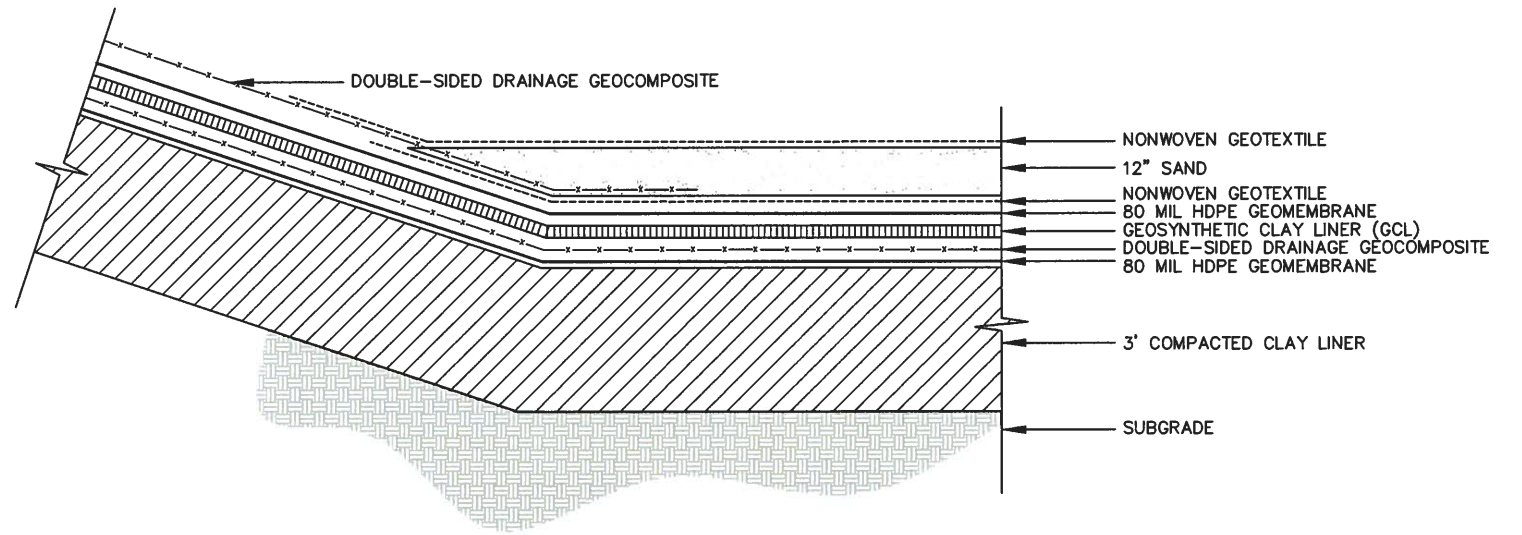 DOUBLE-SIDED DRAINAGE GEOCOMPOSITE
NONWOVEN GEOTEXTILE
12" SAND
NONWOVEN GEOTEXTILE
80 MIL HDPE GEOMEMBRANE
GEOSYNTHETIC CLAY LINER (GCL)
DOUBLE-SIDED DRAINAGE GEOCOMPOSITE
80 MIL HDPE GEOMEMBRANE
3' COMPACTED CLAY LINER
SUBGRADE